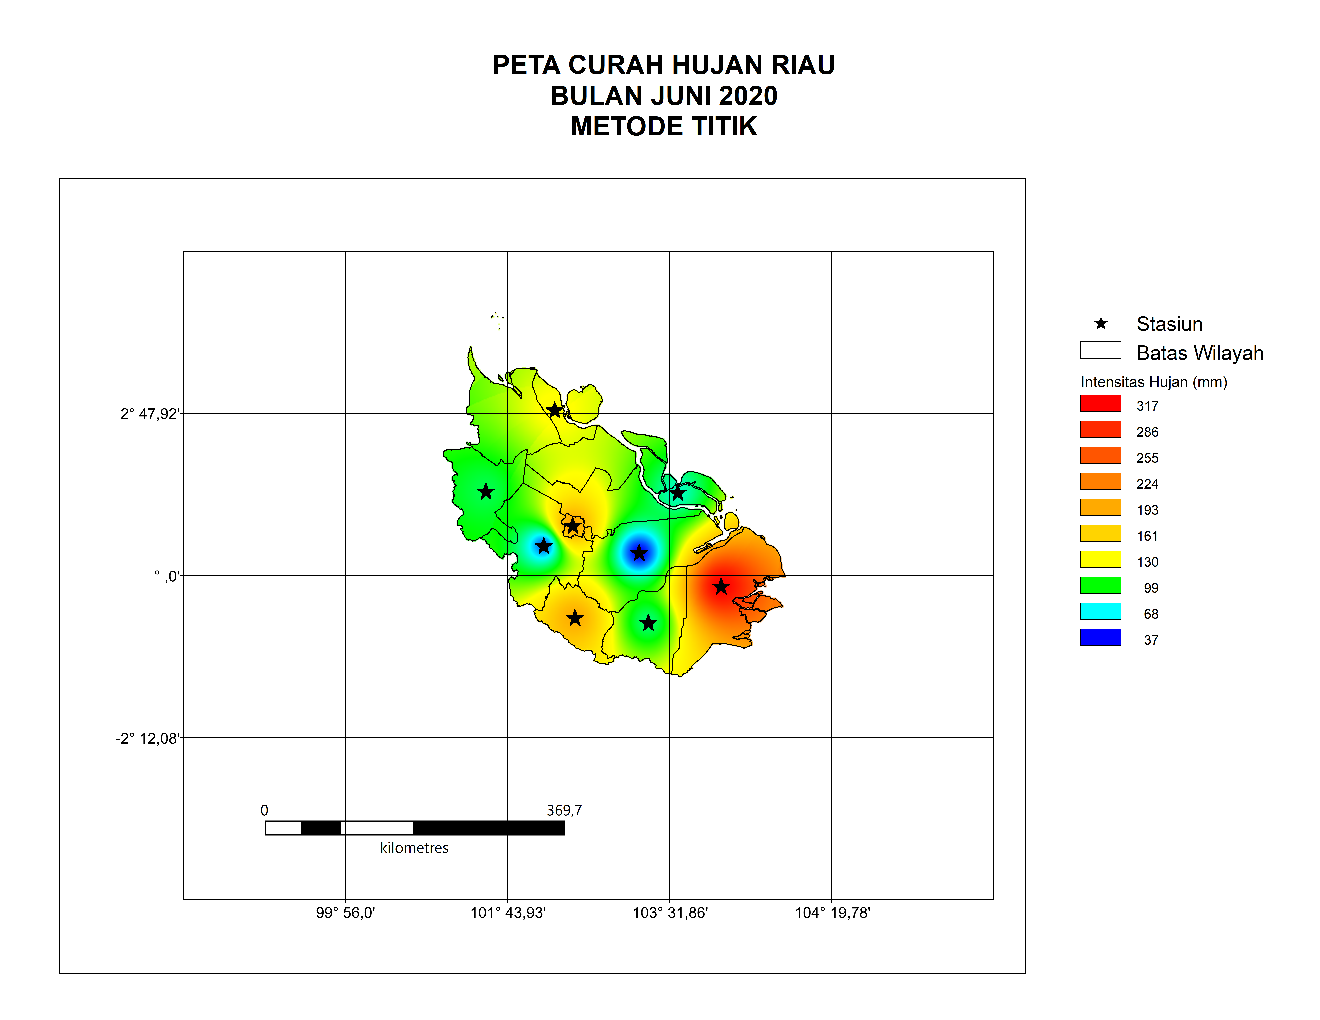 PETA CURAH HUJAN RIAU
BULAN JUNI 2020
METODE TITIK
Stasiun
Batas Wilayah
Intensitas Hujan (mm)
317
286
255
224
193
161
130
99
68
37
2° 47,92'
° ,0'
-2° 12,08'
0 369,7
kilometres
99° 56,0' 101° 43,93' 103° 31,86' 104° 19,78'